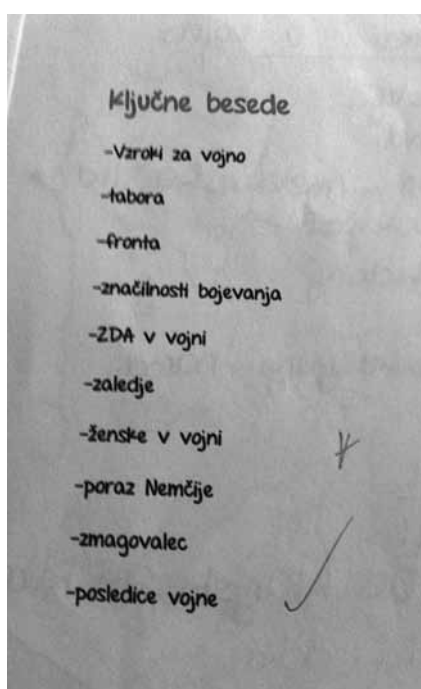 Ključne besede
-Vzroki za vojno
-tabora
-fronta
-značilnosti bojevanja
-ZDA v vojni
-zaledje
-ženske v vojni
-poraz Nemčije
-zmagovalec
-posledice vojne